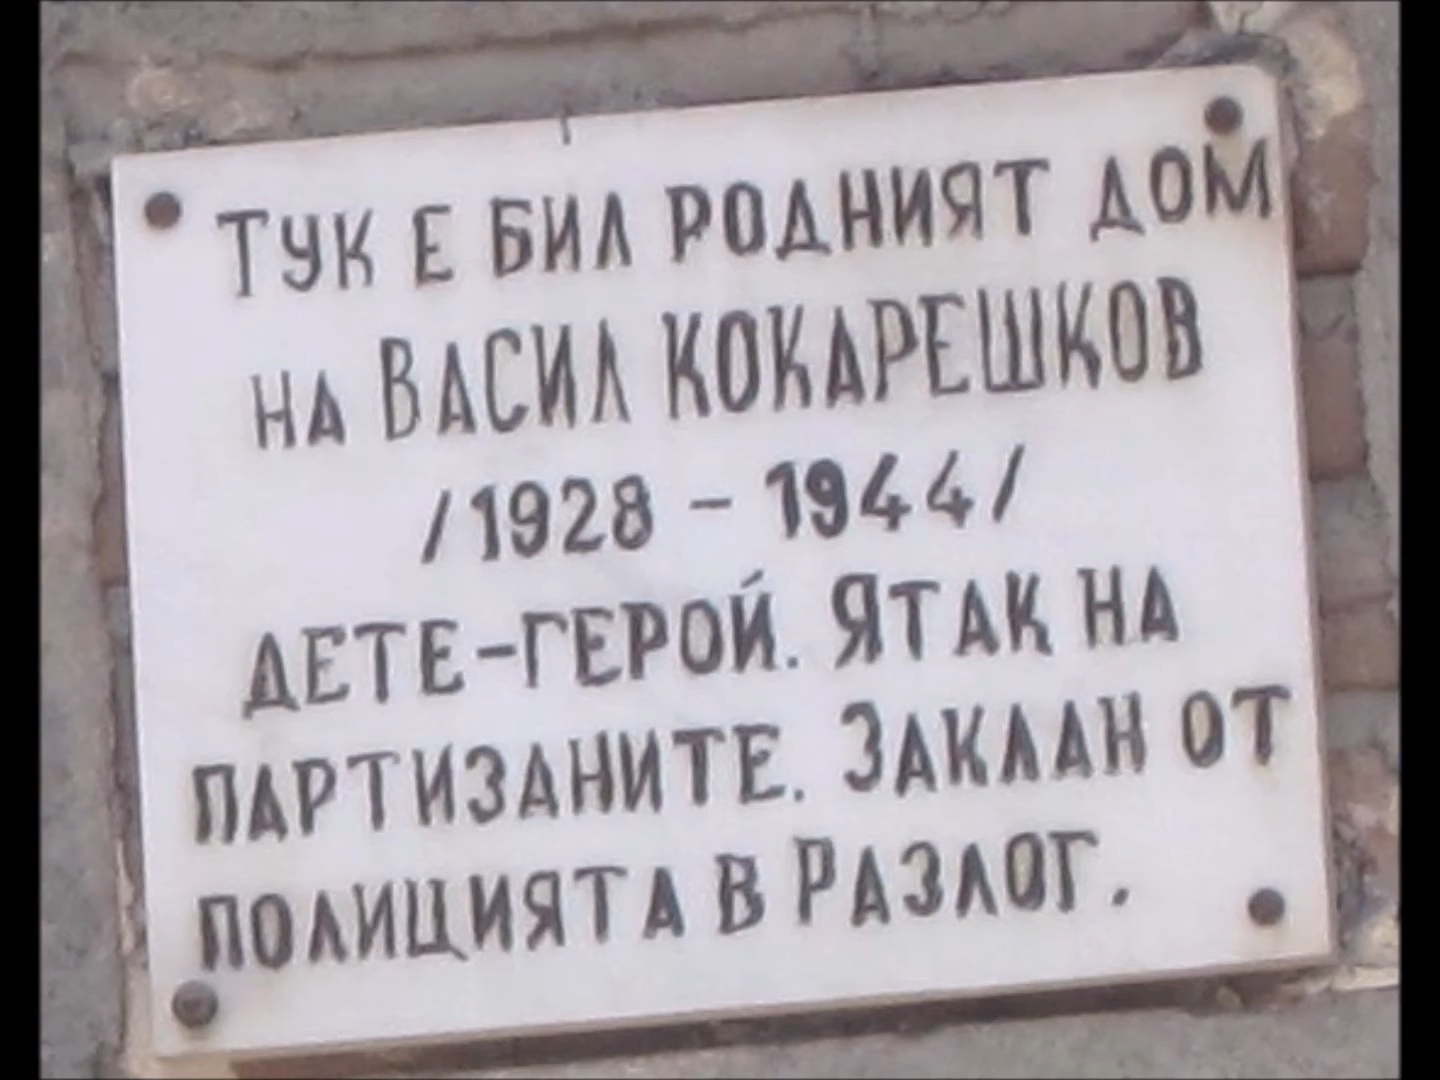 ТУК Е БИЛ РОДНИЯТ ДОМ
НА ВАСИЛ КОКАРЕШКОВ
/1928 - 1944/
ДЕТЕ-ГЕРОЙ. ЯТАК НА
ПАРТИЗАНИТЕ. ЗАКЛАН ОТ
ПОЛИЦИЯТА В РАЗЛОГ.